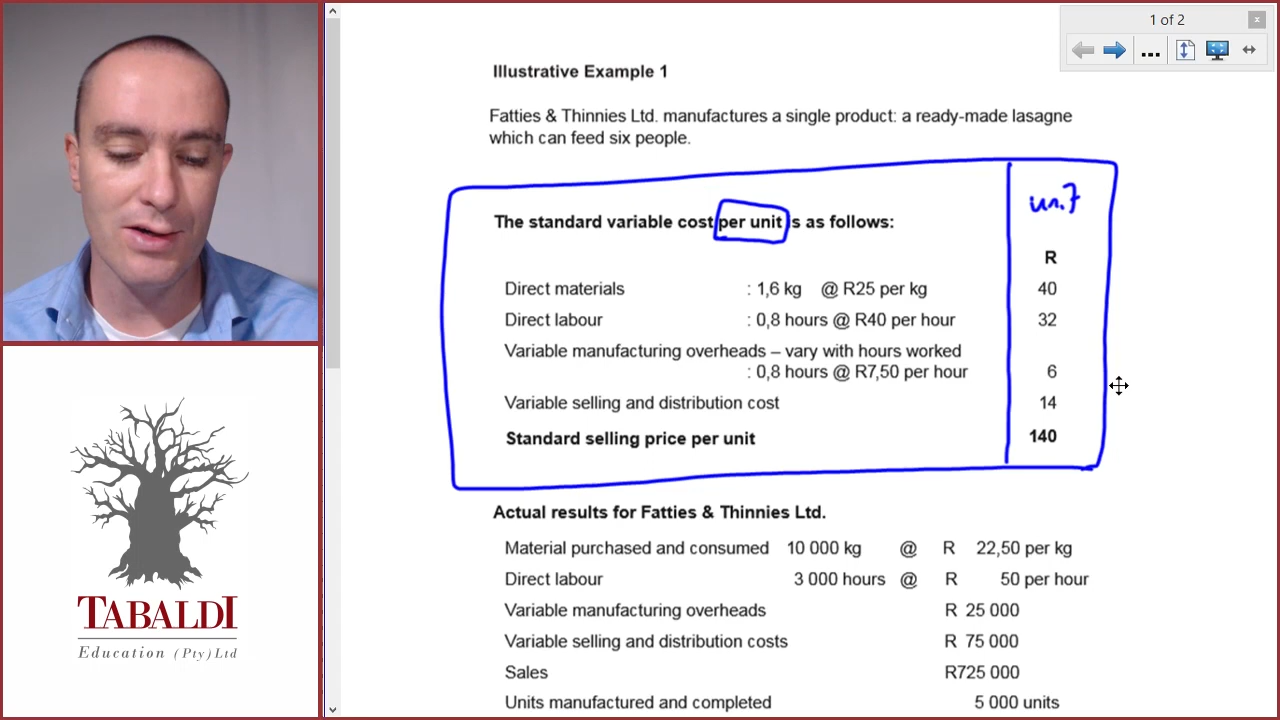 1 of 2
x
...
Illustrative Example 1
Fatties & Thinnies Ltd. manufactures a single product: a ready-made lasagne
which can feed six people.
unit
The standard variable cost per unit is as follows:
R
Direct materials : 1,6 kg @ R25 per kg 40
Direct labour : 0,8 hours @ R40 per hour 32
Variable manufacturing overheads – vary with hours worked
: 0,8 hours @ R7,50 per hour 6
Variable selling and distribution cost 14
Standard selling price per unit 140
Actual results for Fatties & Thinnies Ltd.
Material purchased and consumed 10 000 kg @ R 22,50 per kg
Direct labour 3 000 hours @ R 50 per hour
Variable manufacturing overheads R 25 000
Variable selling and distribution costs R 75 000
Sales R725 000
Units manufactured and completed 5 000 units
TABALDI
Education (Pty) Ltd